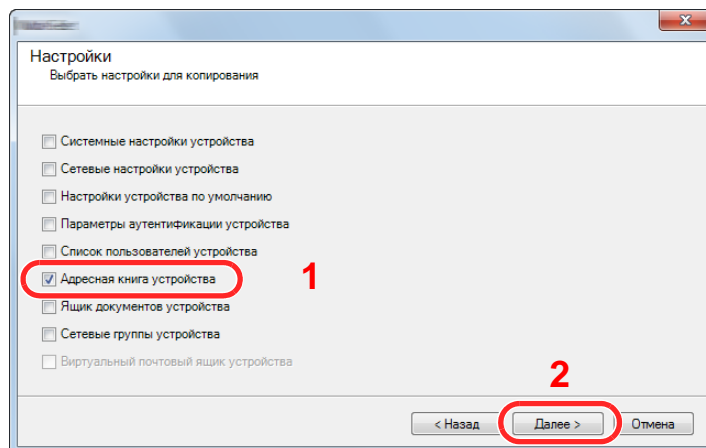 Настройки
Выбрать настройки для копирования
Системные настройки устройства
Сетевые настройки устройства
Настройки устройства по умолчанию
Параметры аутентификации устройства
Список пользователей устройства
Адресная книга устройства
1
Ящик документов устройства
Сетевые группы устройства
Виртуальный почтовый ящик устройства
2
< Назад Далее > Отмена